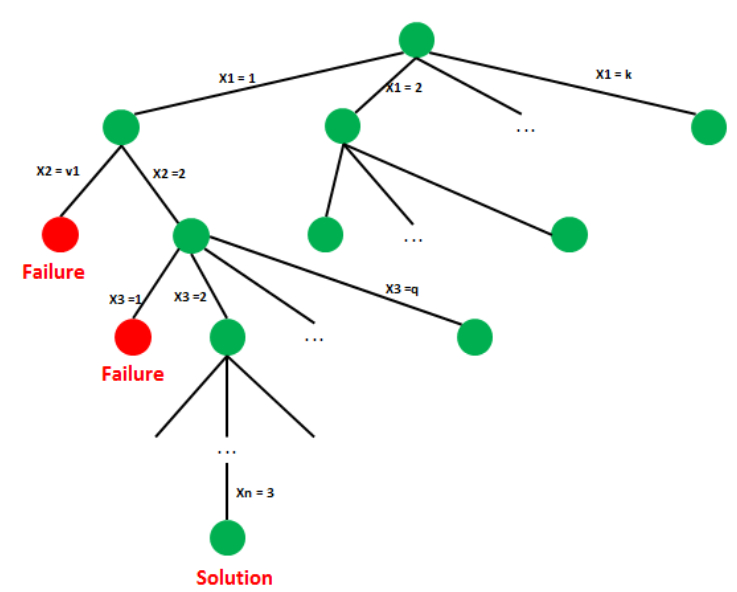 X1 = 1
X1 = 2
X1 = k
...
X2 = v1
X2 =2
...
Failure
X3 =1
X3 =2
X3 =q
...
Failure
...
Xn = 3
Solution